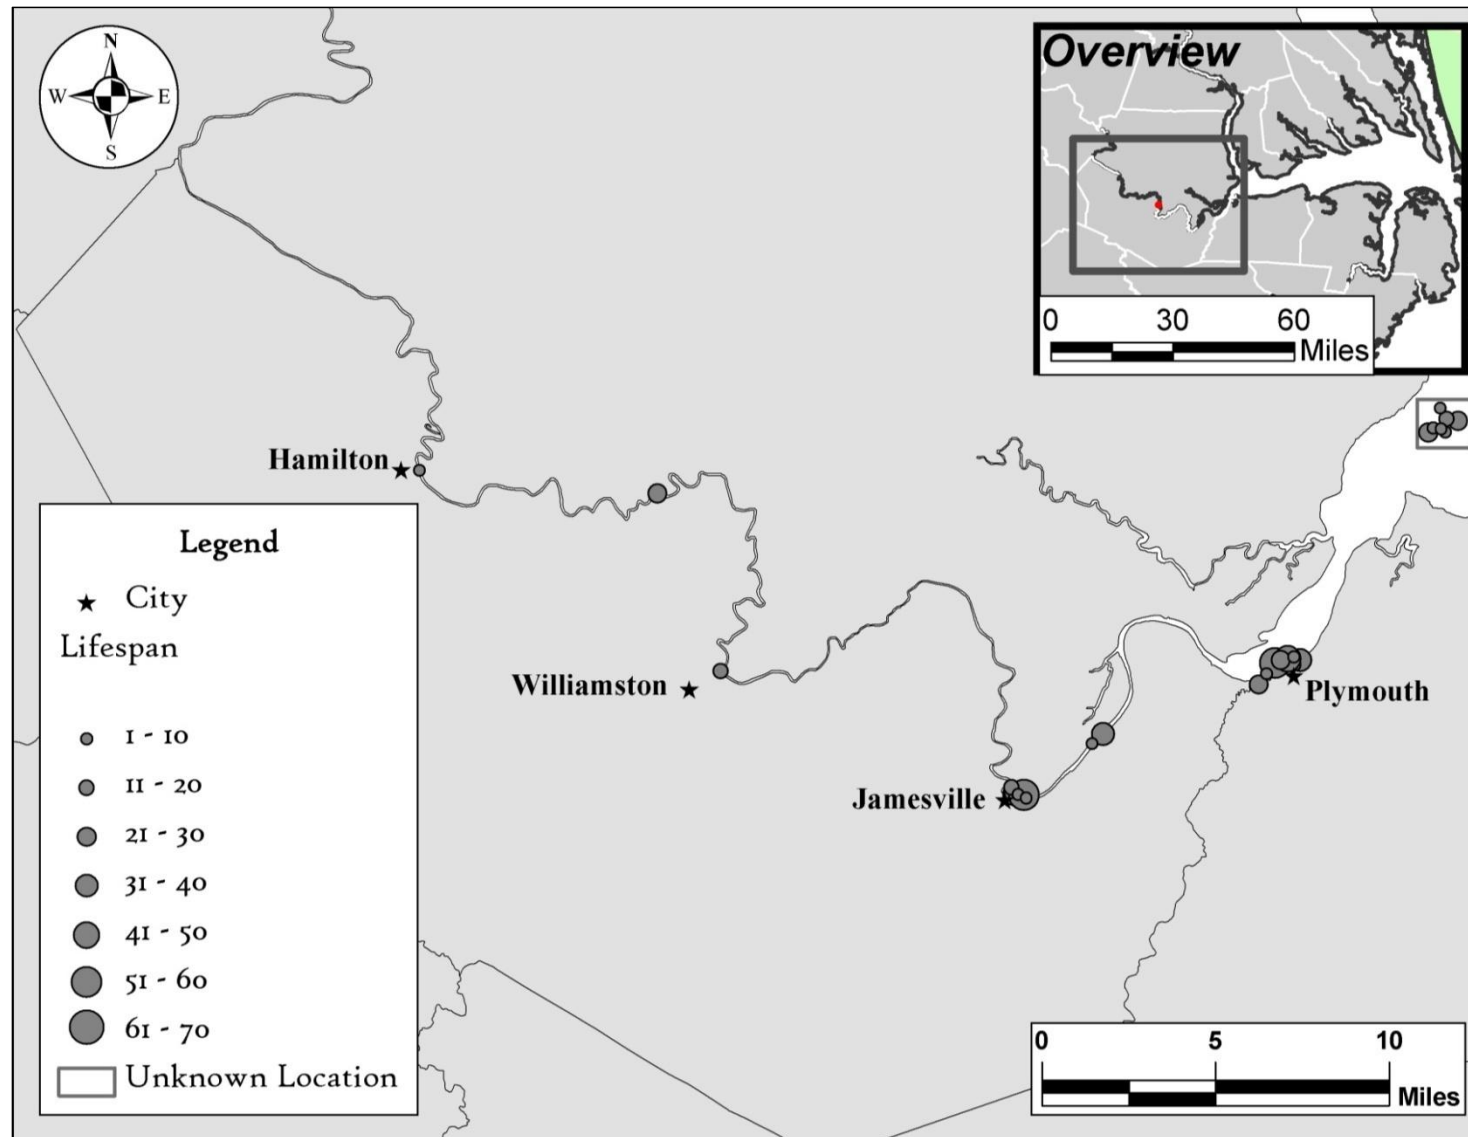 N
W E
S
Overview
0 30 60
Miles
Hamilton
Legend
City
Lifespan
1 - 10
11 - 20
21 - 30
31 - 40
41 - 50
51 - 60
61 - 70
Unknown Location
Williamston
Plymouth
Jamesville
0 5 10
Miles